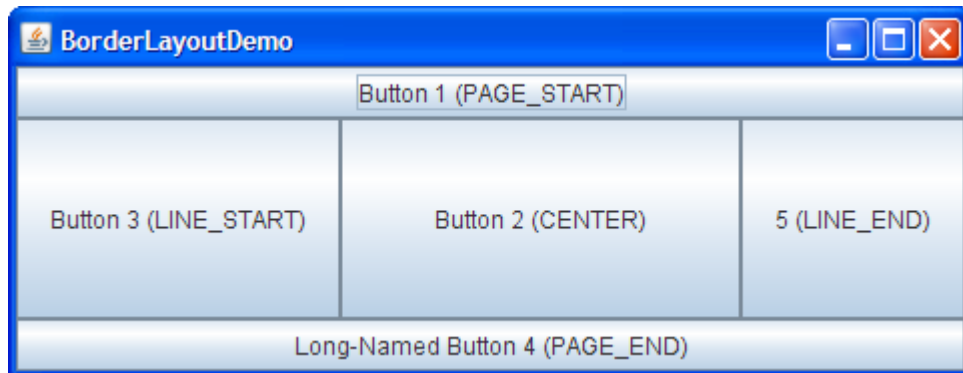 BorderLayoutDemo
Button 1 (PAGE_START)
Button 3 (LINE_START)
Button 2 (CENTER)
5 (LINE_END)
Long-Named Button 4 (PAGE_END)